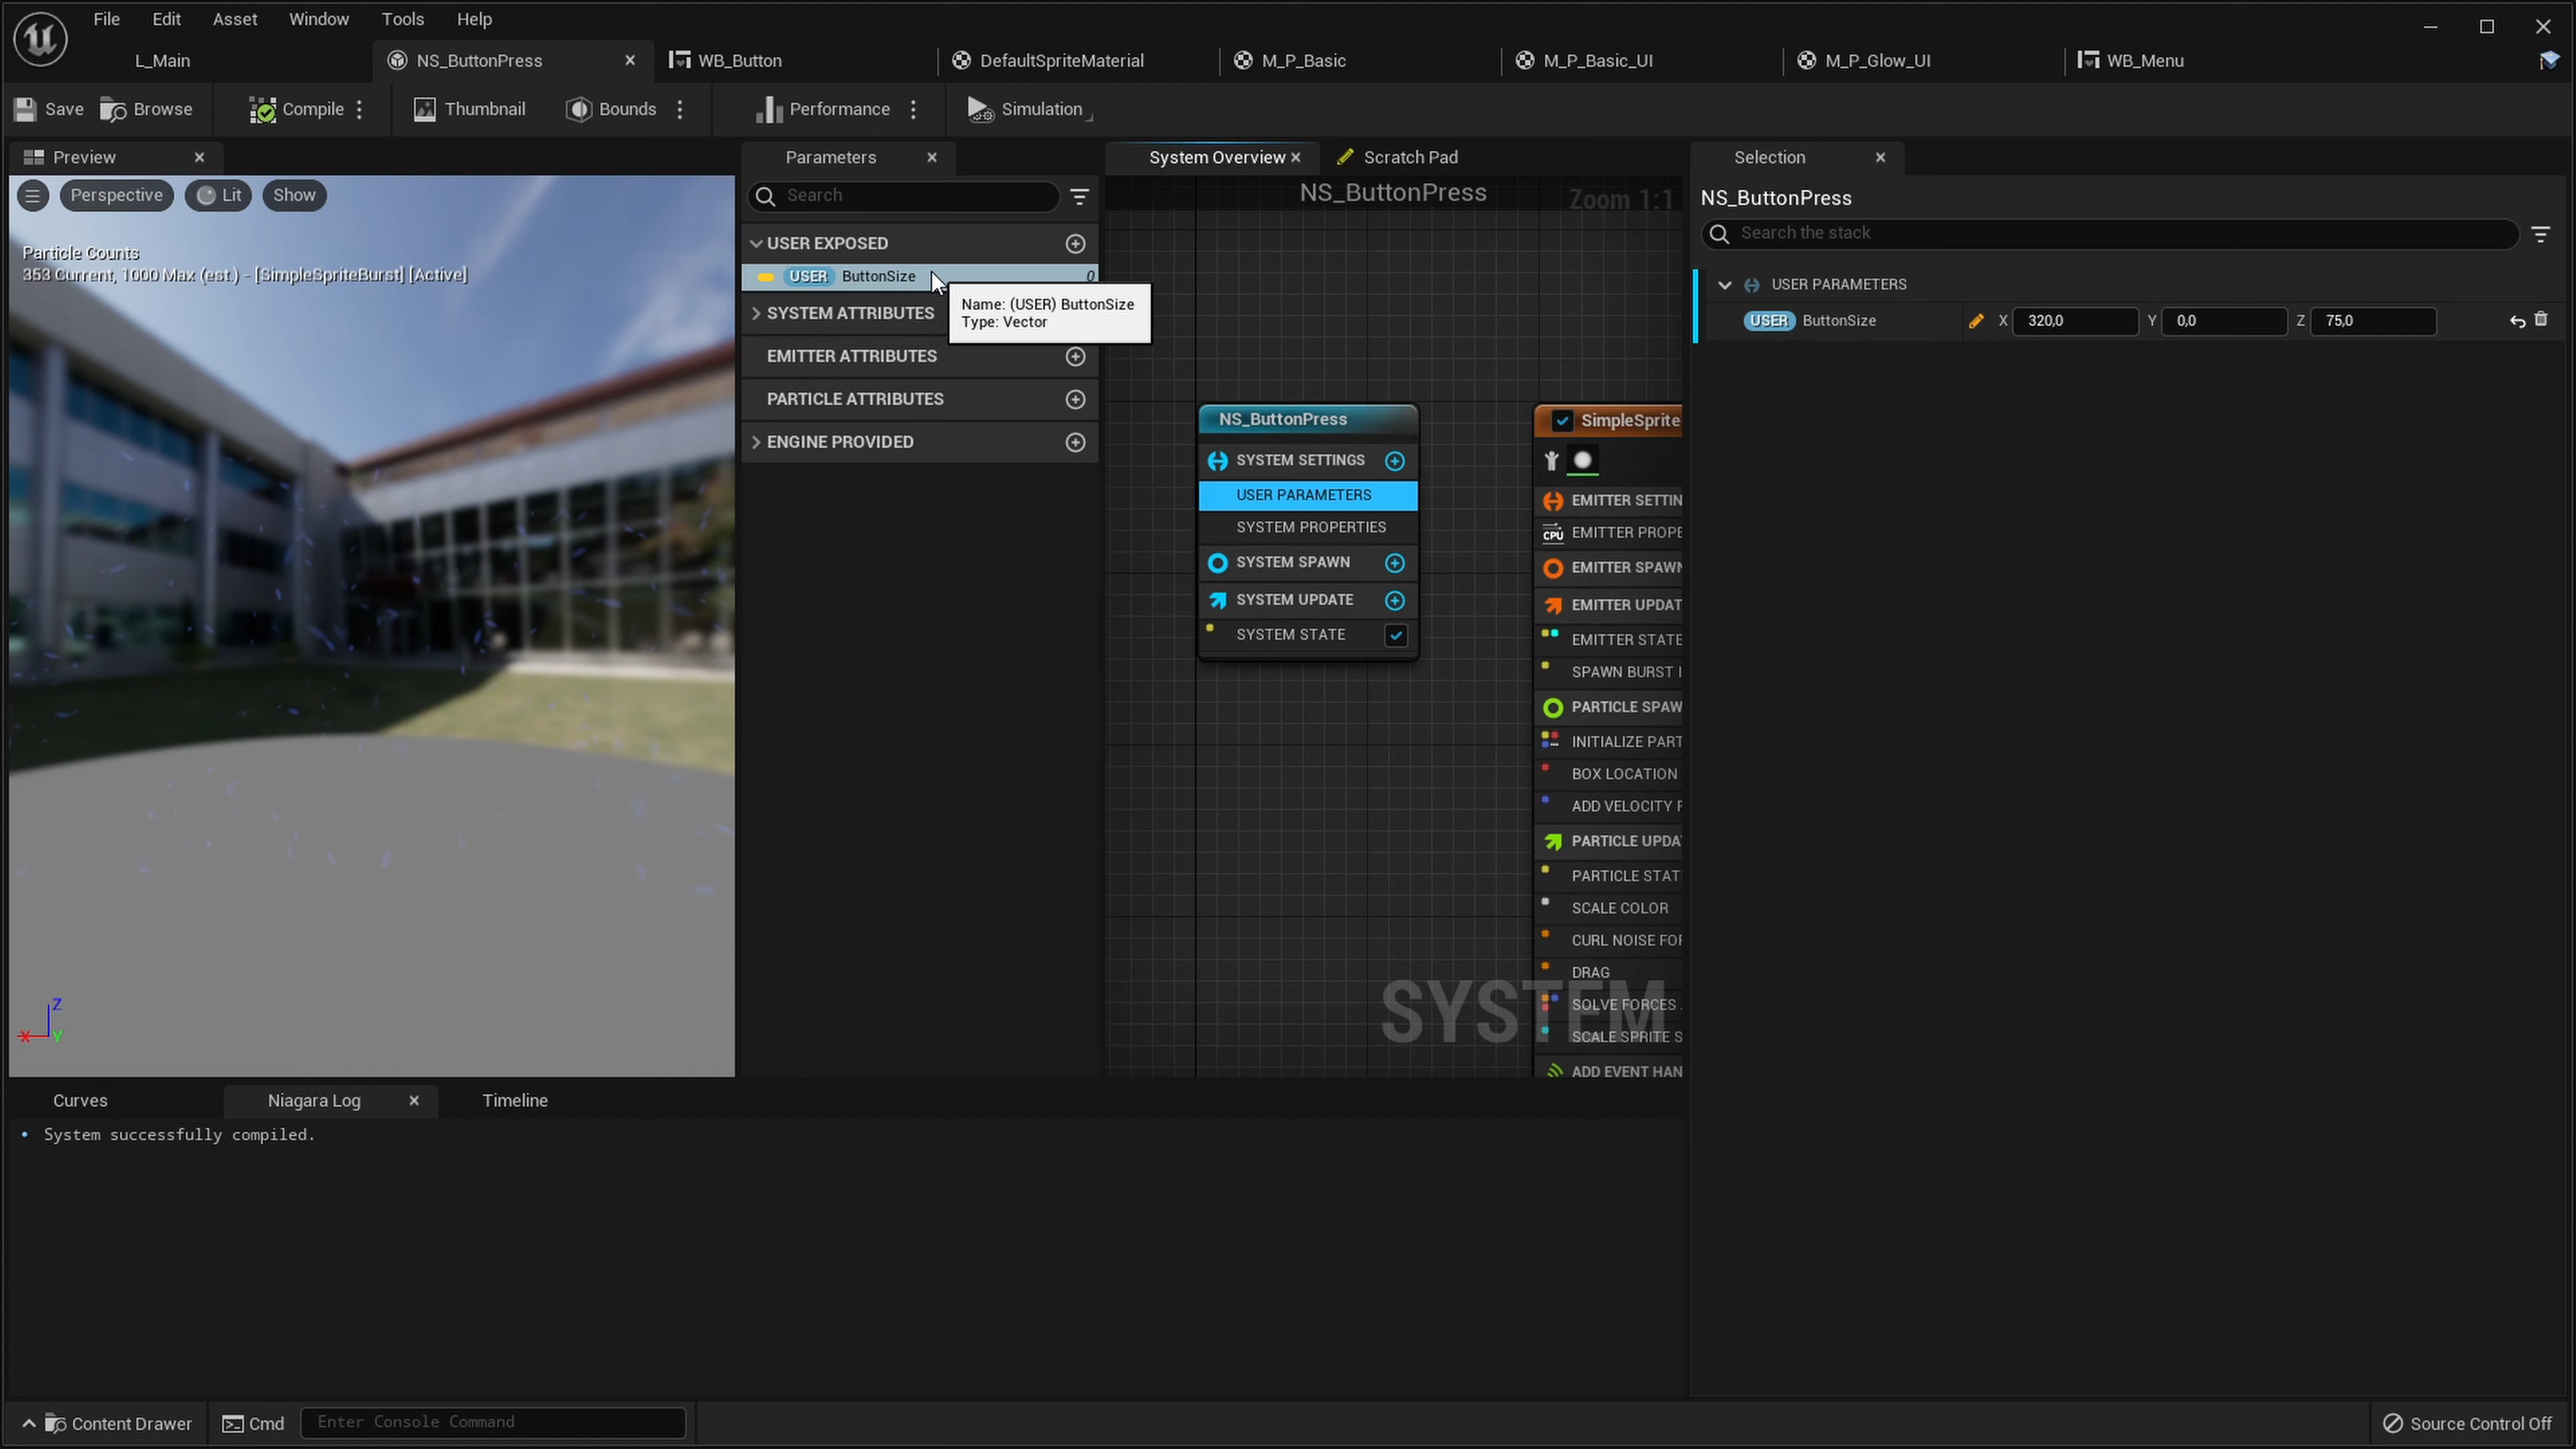 File Edit Asset Window Tools Help
L_Main NS_ButtonPress WB_Button DefaultSpriteMaterial M_P_Basic M_P_Basic_UI M_P_Glow_UI WB_Menu
Save Browse Compile Thumbnail Bounds Performance Simulation
Preview
Perspective Lit Show
Particle Counts
353 Current, 1000 Max (est.) - [SimpleSpriteBurst] [Active]
Z
X Y
Parameters
Search
USER EXPOSED
USER ButtonSize 0
Name: (USER) ButtonSize
Type: Vector
SYSTEM ATTRIBUTES
EMITTER ATTRIBUTES
PARTICLE ATTRIBUTES
ENGINE PROVIDED
System Overview Scratch Pad
NS_ButtonPress Zoom 1:1
NS_ButtonPress
SYSTEM SETTINGS
USER PARAMETERS
SYSTEM PROPERTIES
SYSTEM SPAWN
SYSTEM UPDATE
SYSTEM STATE
SimpleSprite
EMITTER SETTIN
CPU EMITTER PROPE
EMITTER SPAWN
EMITTER UPDAT
EMITTER STATE
SPAWN BURST I
PARTICLE SPAW
INITIALIZE PART
BOX LOCATION
ADD VELOCITY F
PARTICLE UPDA
PARTICLE STAT
SCALE COLOR
CURL NOISE FOR
DRAG
SOLVE FORCES
SCALE SPRITE S
ADD EVENT HAN
SYSTEM
Selection
NS_ButtonPress
Search the stack
USER PARAMETERS
USER ButtonSize X 320,0 Y 0,0 Z 75,0
Curves Niagara Log Timeline
• System successfully compiled.
Content Drawer Cmd Enter Console Command Source Control Off